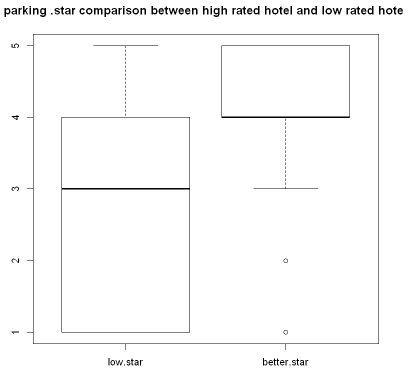 parking .star comparison between high rated hotel and low rated hote
5
4
3
2
1
low.star
better.star